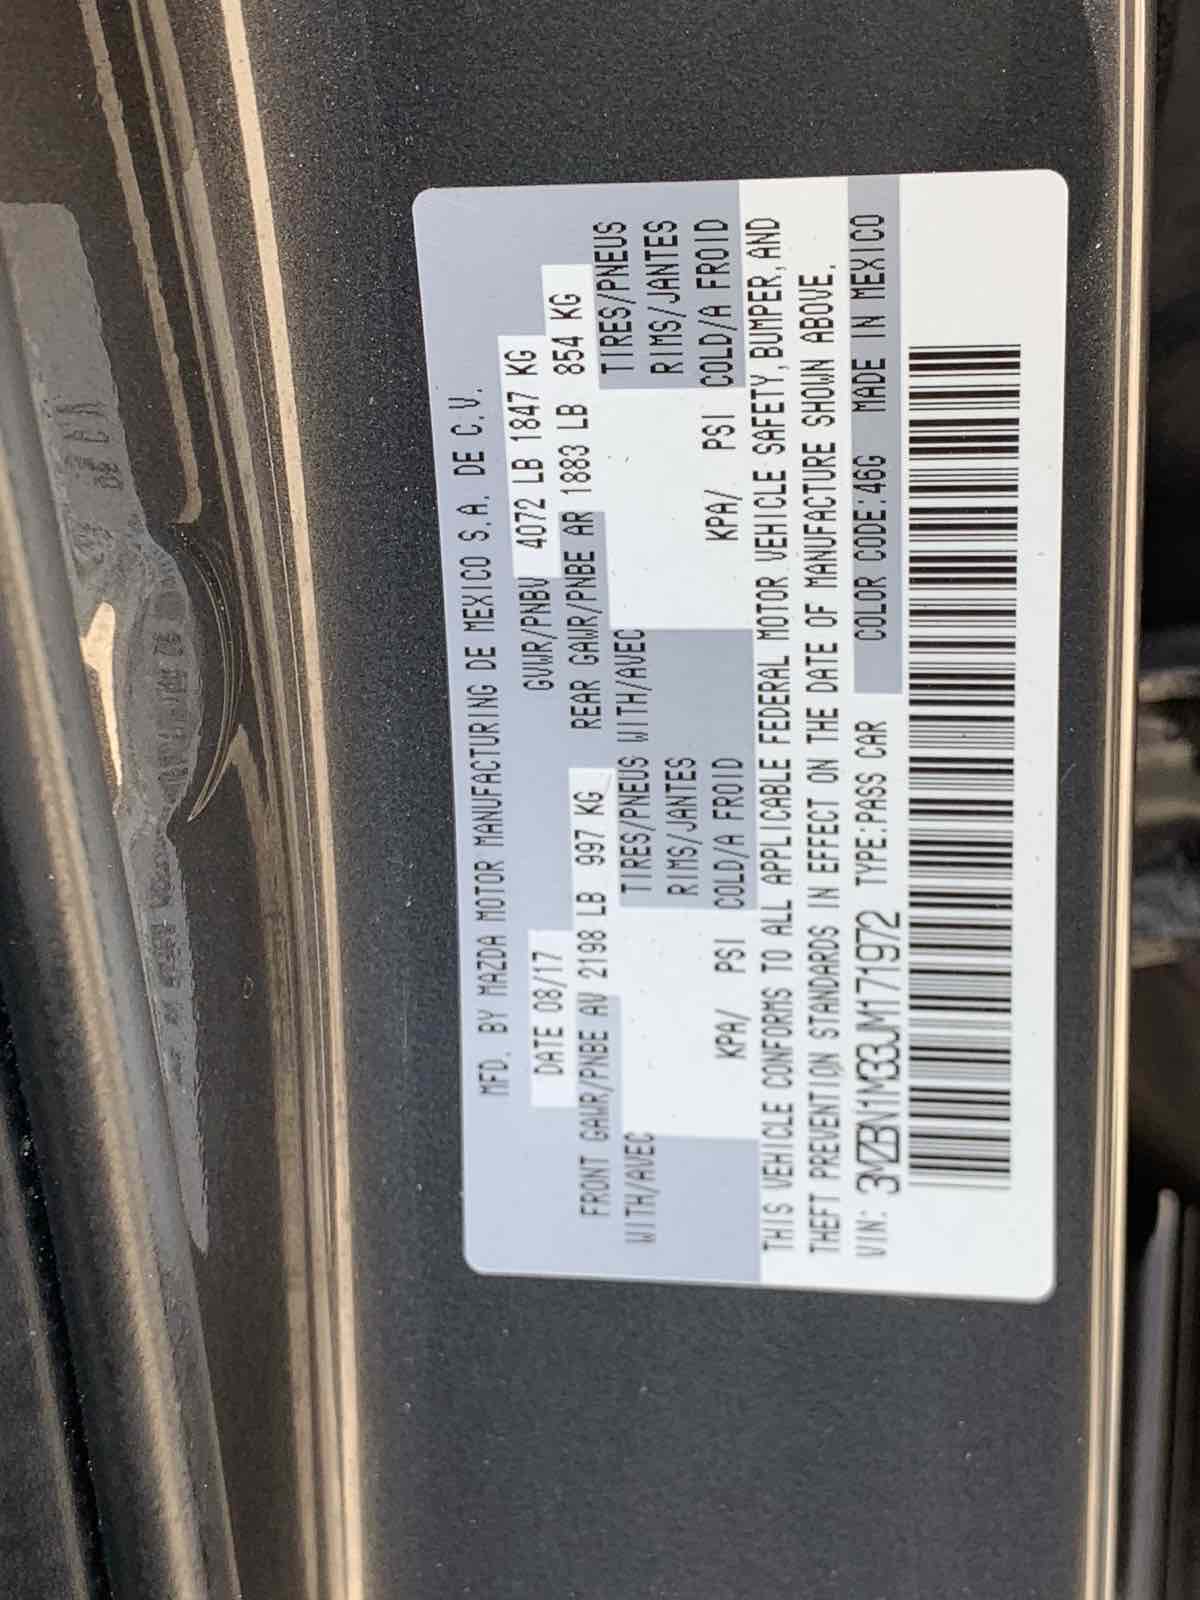 MFD. BY MAZDA MOTOR MANUFACTURING DE MEXICO S.A. DE C.V.
DATE 08/17 GVWR/PNBV 4072 LB 1847 KG
FRONT GAWR/PNBE AV 2198 LB 997 KG REAR GAWR/PNBE AR 1883 LB 854 KG
WITH/AVEC TIRES/PNEUS WITH/AVEC TIRES/PNEUS
RIMS/JANTES RIMS/JANTES
KPA/ PSI COLD/A FROID KPA/ PSI COLD/A FROID
THIS VEHICLE CONFORMS TO ALL APPLICABLE FEDERAL MOTOR VEHICLE SAFETY,BUMPER,AND
THEFT PREVENTION STANDARDS IN EFFECT ON THE DATE OF MANUFACTURE SHOWN ABOVE.
VIN: 3MZBN1M33JM171972 TYPE:PASS CAR COLOR CODE:46G MADE IN MEXICO